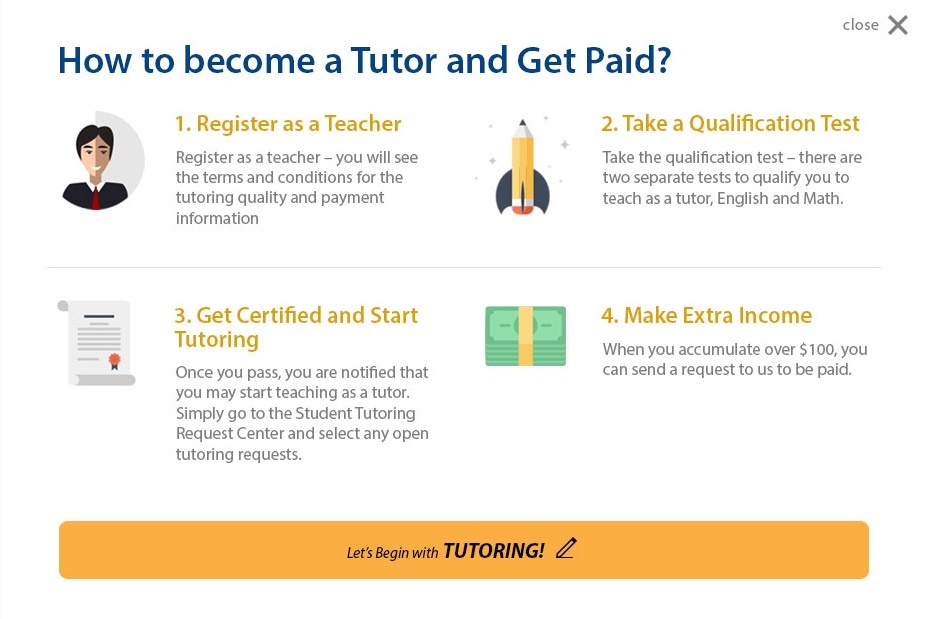 close
How to become a Tutor and Get Paid?
1. Register as a Teacher
Register as a teacher – you will see
the terms and conditions for the
tutoring quality and payment
information
2. Take a Qualification Test
Take the qualification test – there are
two separate tests to qualify you to
teach as a tutor, English and Math.
3. Get Certified and Start
Tutoring
Once you pass, you are notified that
you may start teaching as a tutor.
Simply go to the Student Tutoring
Request Center and select any open
tutoring requests.
4. Make Extra Income
When you accumulate over $100, you
can send a request to us to be paid.
Let's Begin with TUTORING!